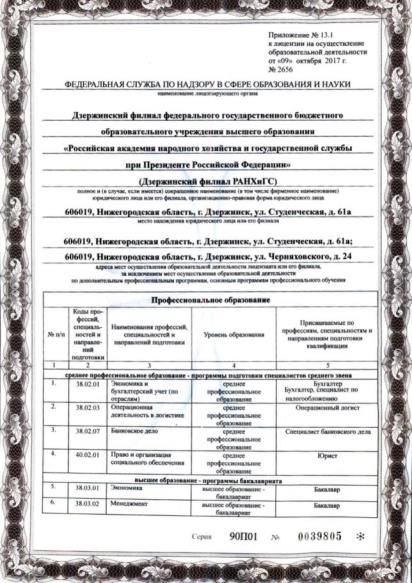 Приложение № 13.1
к лицензии на осуществление
образовательной деятельности
от «09» октября 2017 г.
№ 2656
ФЕДЕРАЛЬНАЯ СЛУЖБА ПО НАДЗОРУ В СФЕРЕ ОБРАЗОВАНИЯ И НАУКИ
наименование лицензирующего органа
Дзержинский филиал федерального государственного бюджетного
образовательного учреждения высшего образования
«Российская академия народного хозяйства и государственной службы
при Президенте Российской Федерации»
(Дзержинский филиал РАНХиГС)
полное и (в случае, если имеется) сокращенное наименование (в том числе фирменное наименование)
юридического лица или его филиала, организационно-правовая форма юридического лица
606019, Нижегородская область, г. Дзержинск, ул. Студенческая, д. 61а
место нахождения юридического лица или его филиала
606019, Нижегородская область, г. Дзержинск, ул. Студенческая, д. 61а;
606019, Нижегородская область, г. Дзержинск, ул. Черняховского, д. 24
адреса мест осуществления образовательной деятельности лицензиата или его филиала,
за исключением мест осуществления образовательной деятельности
по дополнительным профессиональным программам, основным программам профессионального обучения
Профессиональное образование
№ п/п
Коды профессий, специальностей и направлений подготовки
Наименования профессий, специальностей и направлений подготовки
Уровень образования
Присваиваемые по профессиям, специальностям и направлениям подготовки квалификации
1 2 3 4 5
среднее профессиональное образование - программы подготовки специалистов среднего звена
1. 38.02.01 Экономика и бухгалтерский учет (по отраслям) среднее профессиональное образование Бухгалтер Бухгалтер, специалист по налогообложению
2. 38.02.03 Операционная деятельность в логистике среднее профессиональное образование Операционный логист
3. 38.02.07 Банковское дело среднее профессиональное образование Специалист банковского дела
4. 40.02.01 Право и организация социального обеспечения среднее профессиональное образование Юрист
высшее образование - программы бакалавриата
5. 38.03.01 Экономика высшее образование - бакалавриат Бакалавр
6. 38.03.02 Менеджмент высшее образование - бакалавриат Бакалавр
Серия 90П01 № 0039805 *